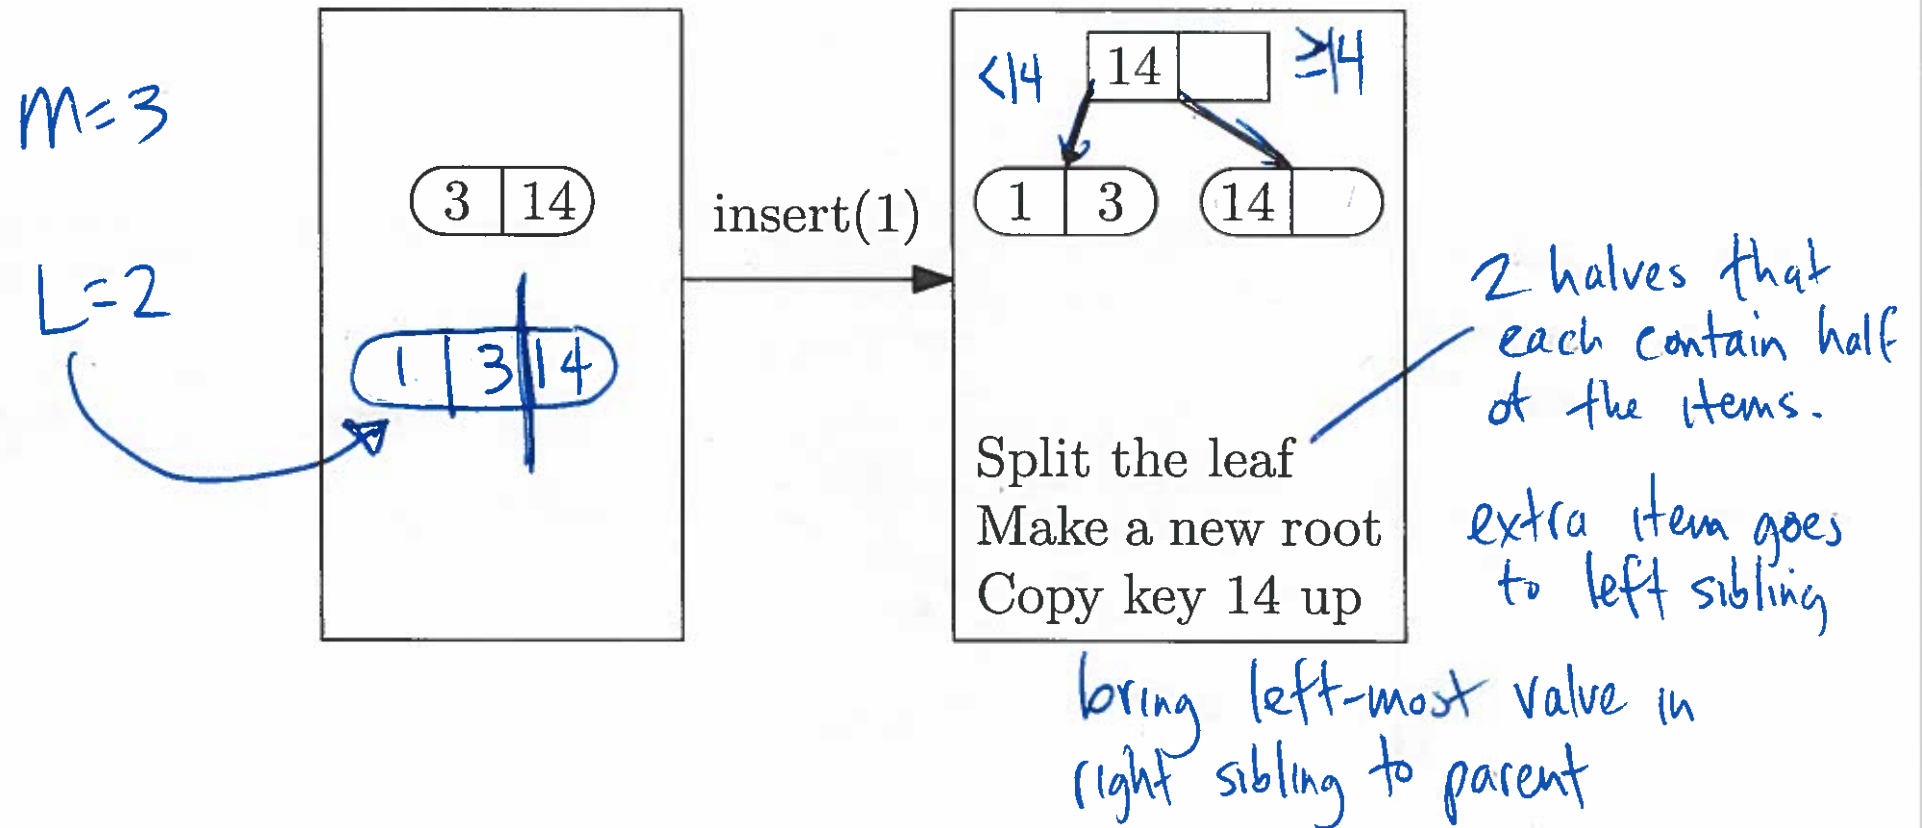 M=3
L=2
3 14
1 3 14
insert(1)
<14 14 ≥14
1 3 14
Split the leaf
Make a new root
Copy key 14 up
2 halves that
each contain half
of the items.
extra item goes
to left sibling
bring left-most value in
right sibling to parent